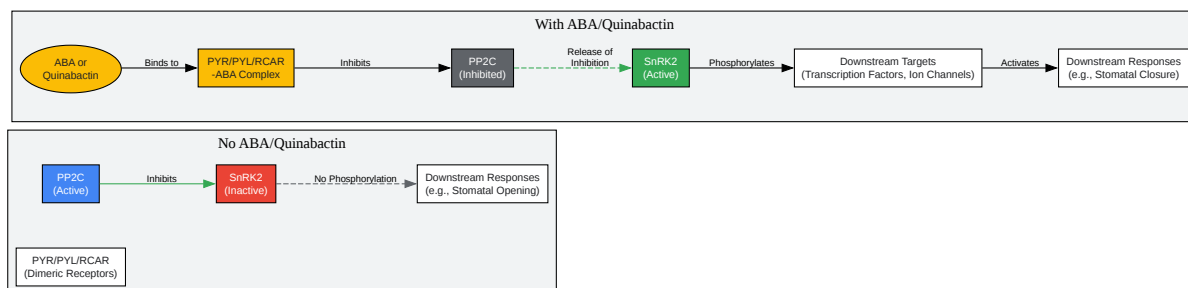 With ABA/Quinabactin
ABA or
Quinabactin
Binds to
PYR/PYL/RCAR
-ABA Complex
Inhibits
PP2C
(Inhibited)
Release of
Inhibition
SnRK2
(Active)
Phosphorylates
Downstream Targets
(Transcription Factors, Ion Channels)
Activates
Downstream Responses
(e.g., Stomatal Closure)
No ABA/Quinabactin
PP2C
(Active)
Inhibits
SnRK2
(Inactive)
No Phosphorylation
Downstream Responses
(e.g., Stomatal Opening)
PYR/PYL/RCAR
(Dimeric Receptors)